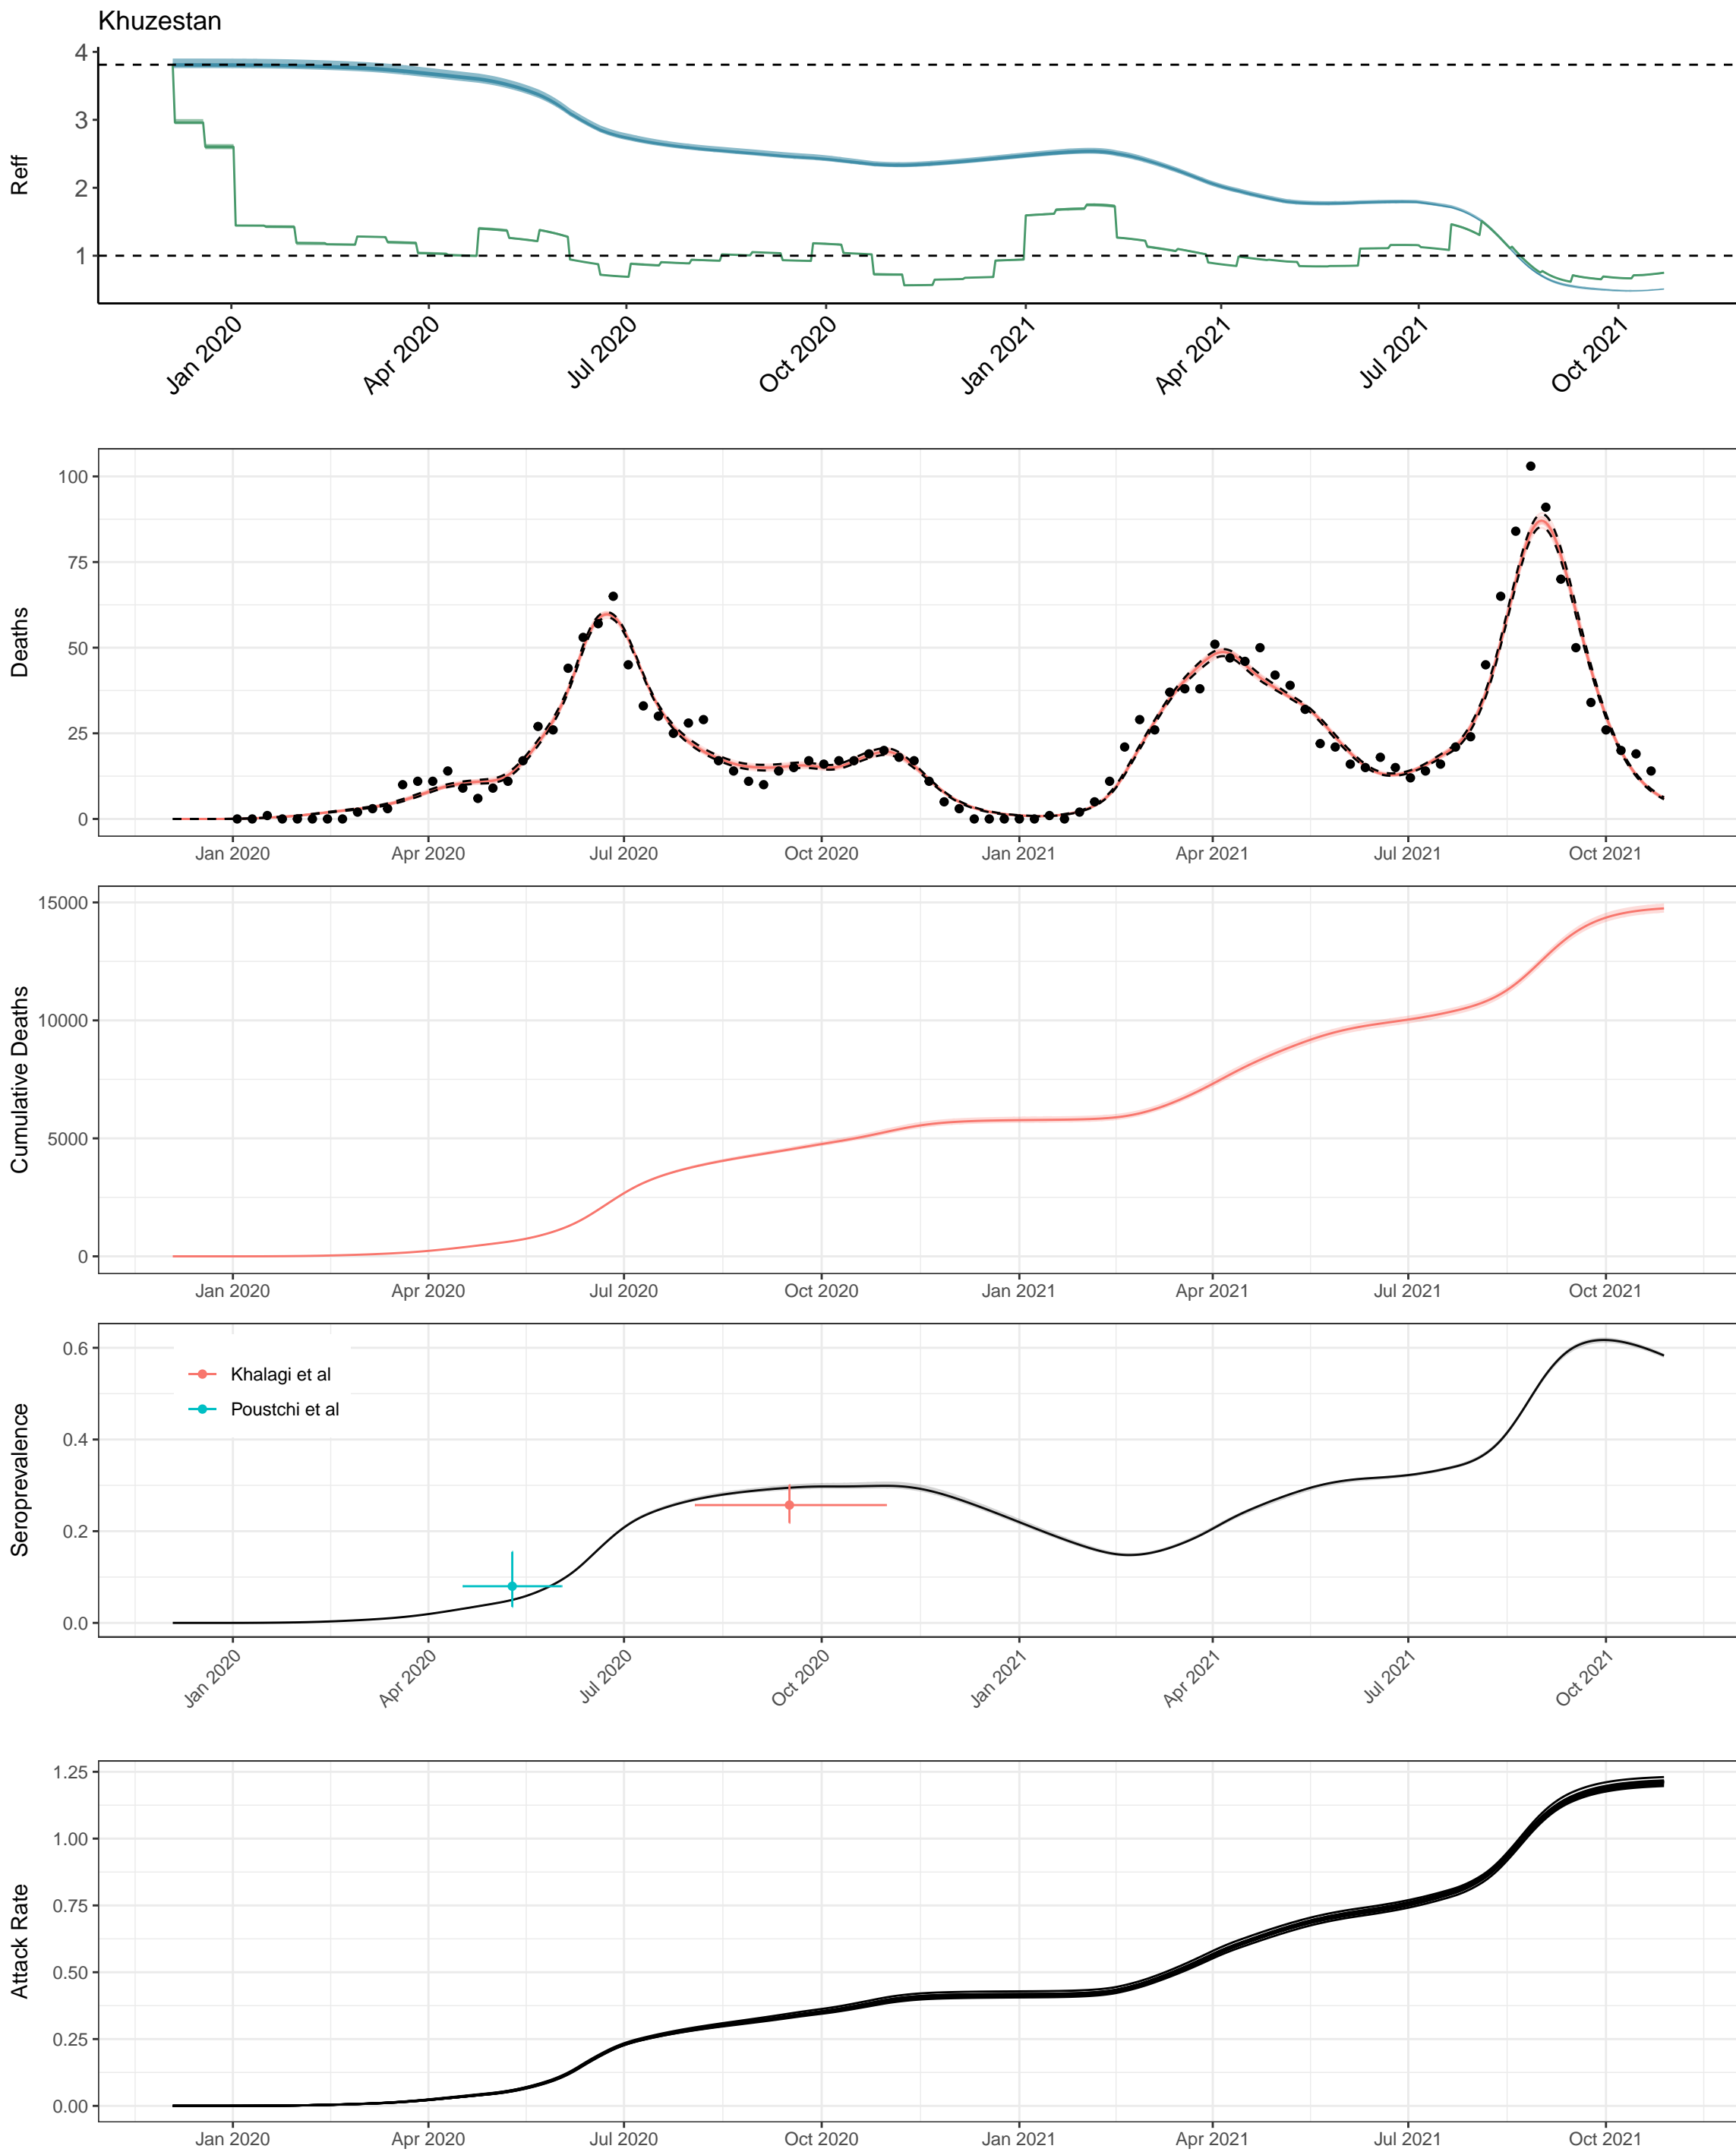 Khuzestan
Reff
4
3
2
1
Jan 2020 Apr 2020 Jul 2020 Oct 2020 Jan 2021 Apr 2021 Jul 2021 Oct 2021
Deaths
100
75
50
25
0
Jan 2020 Apr 2020 Jul 2020 Oct 2020 Jan 2021 Apr 2021 Jul 2021 Oct 2021
Cumulative Deaths
15000
10000
5000
0
Jan 2020 Apr 2020 Jul 2020 Oct 2020 Jan 2021 Apr 2021 Jul 2021 Oct 2021
Seroprevalence
0.6
0.4
0.2
0.0
Khalagi et al
Poustchi et al
Jan 2020 Apr 2020 Jul 2020 Oct 2020 Jan 2021 Apr 2021 Jul 2021 Oct 2021
Attack Rate
1.25
1.00
0.75
0.50
0.25
0.00
Jan 2020 Apr 2020 Jul 2020 Oct 2020 Jan 2021 Apr 2021 Jul 2021 Oct 2021